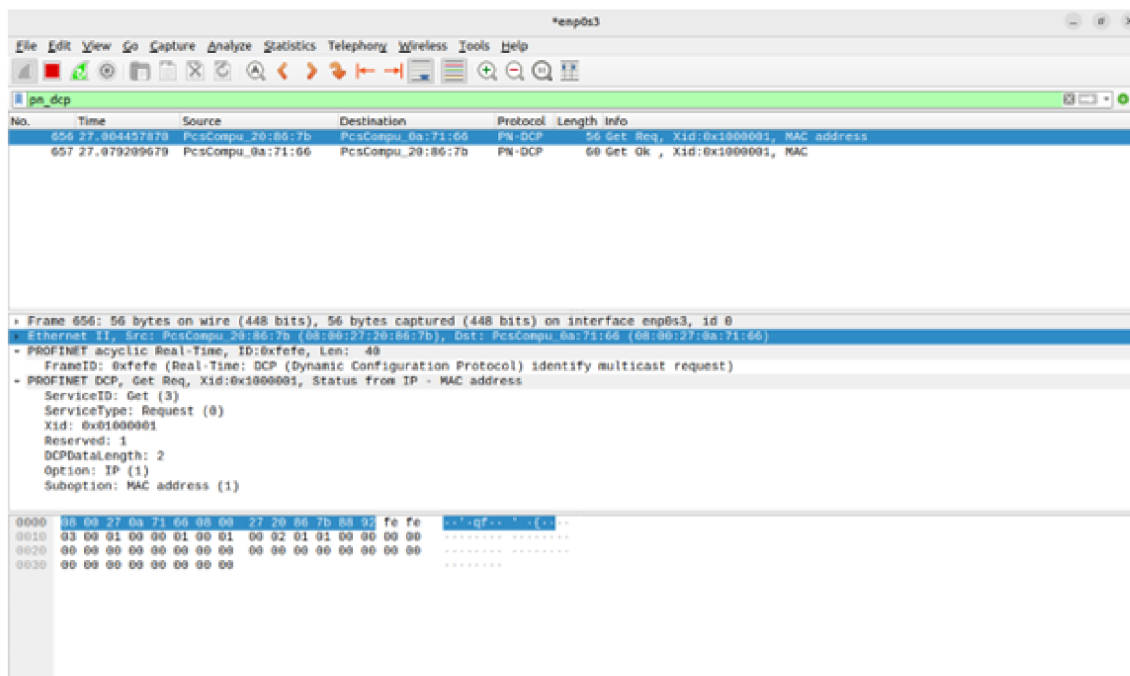 *enp0s3
File Edit View Go Capture Analyze Statistics Telephony Wireless Tools Help
pn_dcp
No. Time Source Destination Protocol Length Info
656 27.004457870 PcsCompu_20:86:7b PcsCompu_0a:71:66 PN-DCP 56 Get Req, Xid:0x1000001, MAC address
657 27.079209679 PcsCompu_0a:71:66 PcsCompu_20:86:7b PN-DCP 60 Get Ok , Xid:0x1000001, MAC
Frame 656: 56 bytes on wire (448 bits), 56 bytes captured (448 bits) on interface enp0s3, id 0
Ethernet II, Src: PcsCompu_20:86:7b (08:00:27:20:86:7b), Dst: PcsCompu_0a:71:66 (08:00:27:0a:71:66)
PROFINET acyclic Real-Time, ID:0xfefe, Len: 40
FrameID: 0xfefe (Real-Time: DCP (Dynamic Configuration Protocol) identify multicast request)
PROFINET DCP, Get Req, Xid:0x1000001, Status from IP - MAC address
ServiceID: Get (3)
ServiceType: Request (0)
Xid: 0x01000001
Reserved: 1
DCPDataLength: 2
Option: IP (1)
Suboption: MAC address (1)
0000 08 00 27 0a 71 66 08 00 27 20 86 7b 88 92 fe fe ··'·qf·· ' ·{····
0010 03 00 01 00 00 01 00 01 00 02 01 01 00 00 00 00 ········ ········
0020 00 00 00 00 00 00 00 00 00 00 00 00 00 00 00 00 ········ ········
0030 00 00 00 00 00 00 00 00 ········